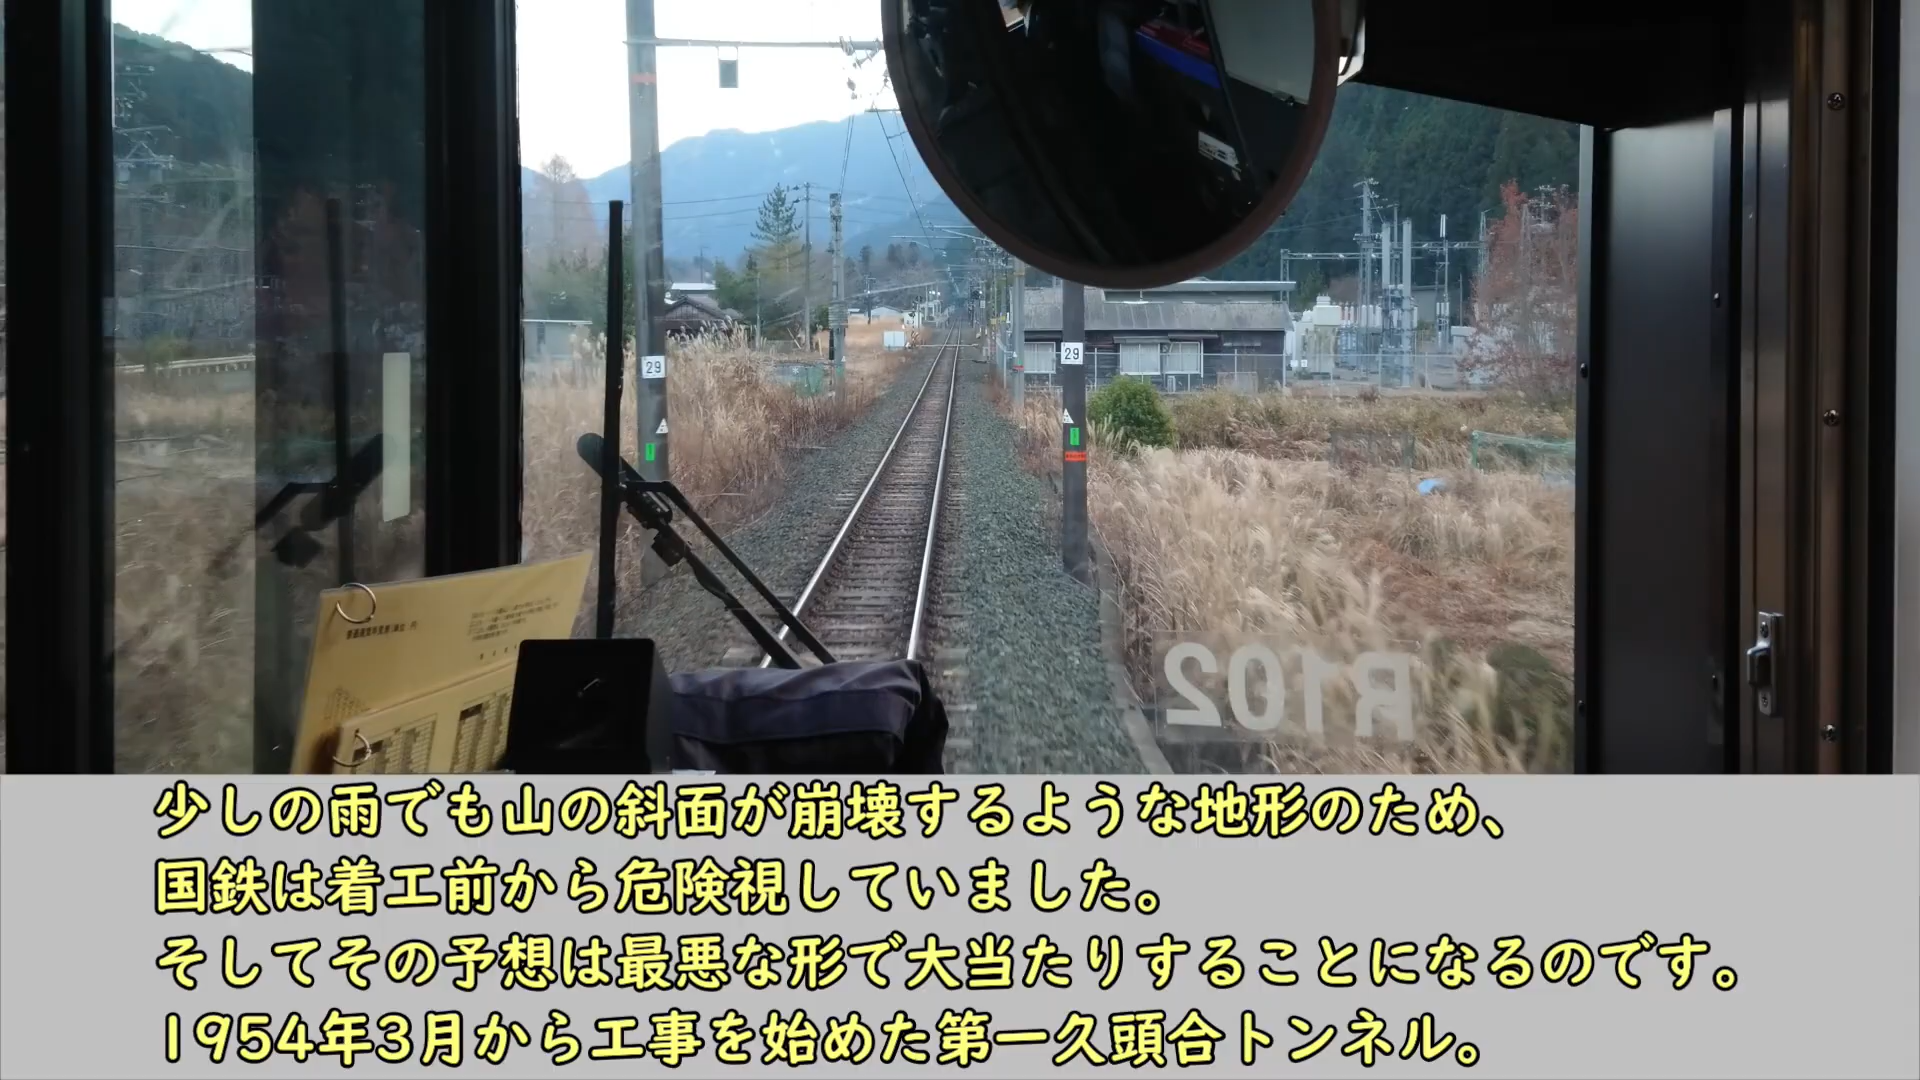 29
29
R102
少しの雨でも山の斜面が崩壊するような地形のため、
国鉄は着工前から危険視していました。
そしてその予想は最悪な形で大当たりすることになるのです。
1954年3月から工事を始めた第一久頭合トンネル。